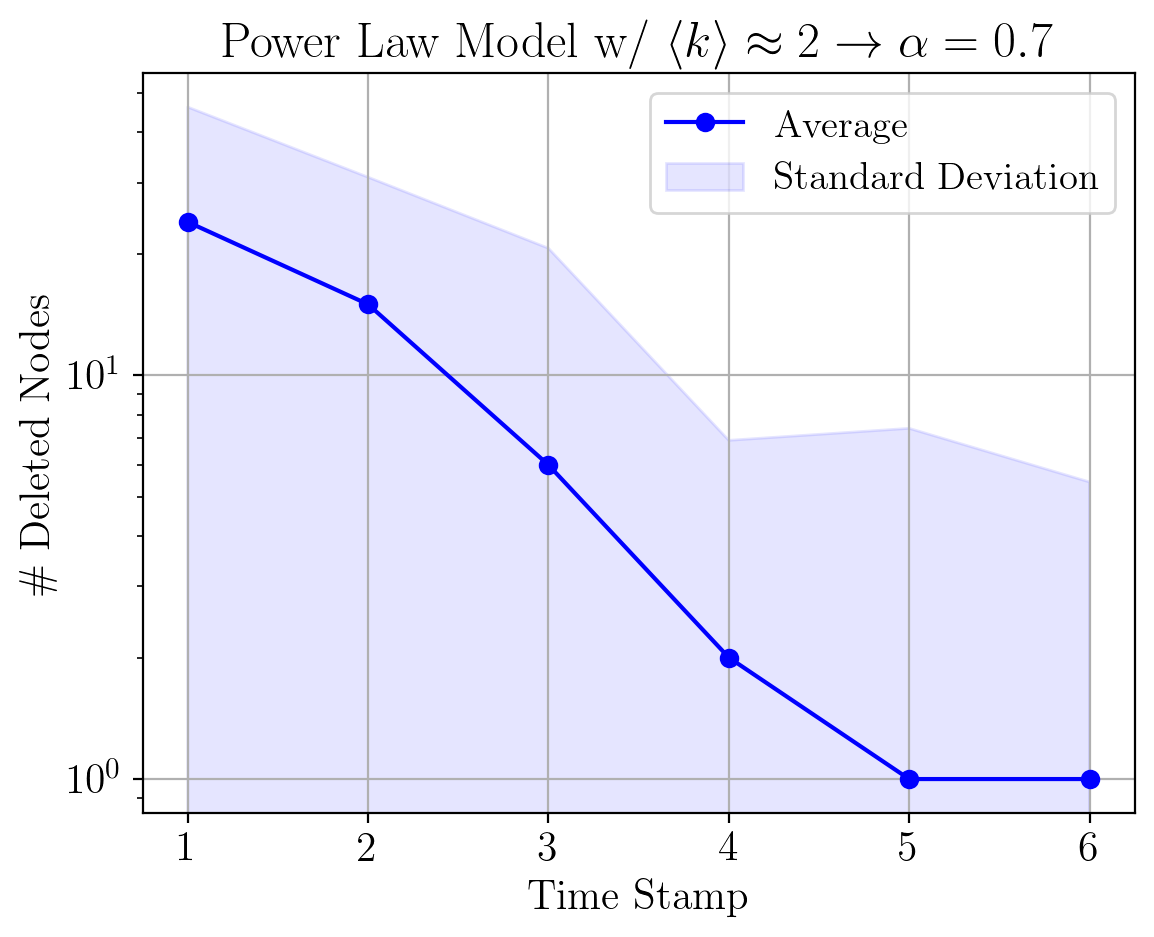 Power Law Model w/ ⟨k⟩ ≈ 2 → α = 0.7
Average
Standard Deviation
# Deleted Nodes
10¹
10⁰
1 2 3 4 5 6
Time Stamp